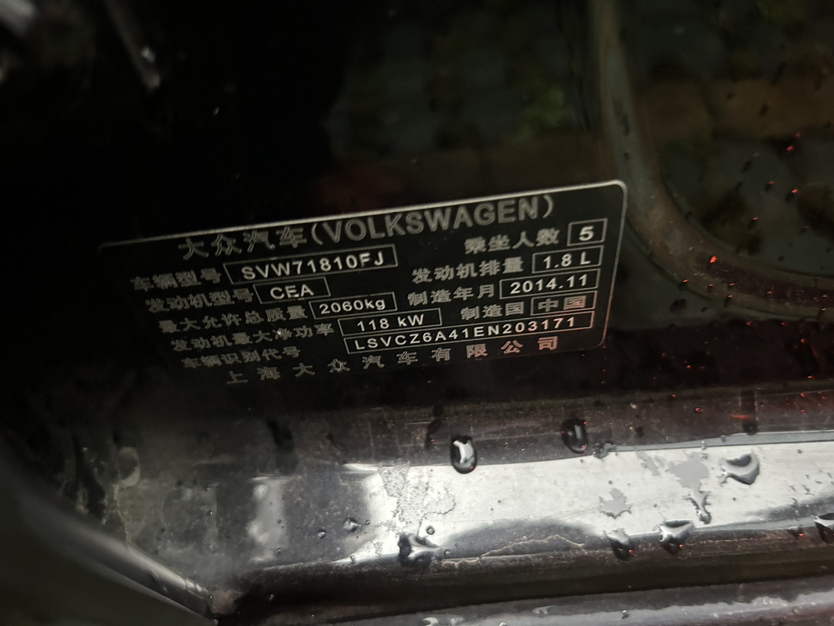 大众汽车(VOLKSWAGEN)
车辆型号 SVW71810FJ 乘坐人数 5
发动机型号 CEA 发动机排量 1.8 L
最大允许总质量 2060kg 制造年月 2014.11
发动机最大净功率 118 kW 制造国 中国
车辆识别代号 LSVCZ6A41EN203171
上海大众汽车有限公司